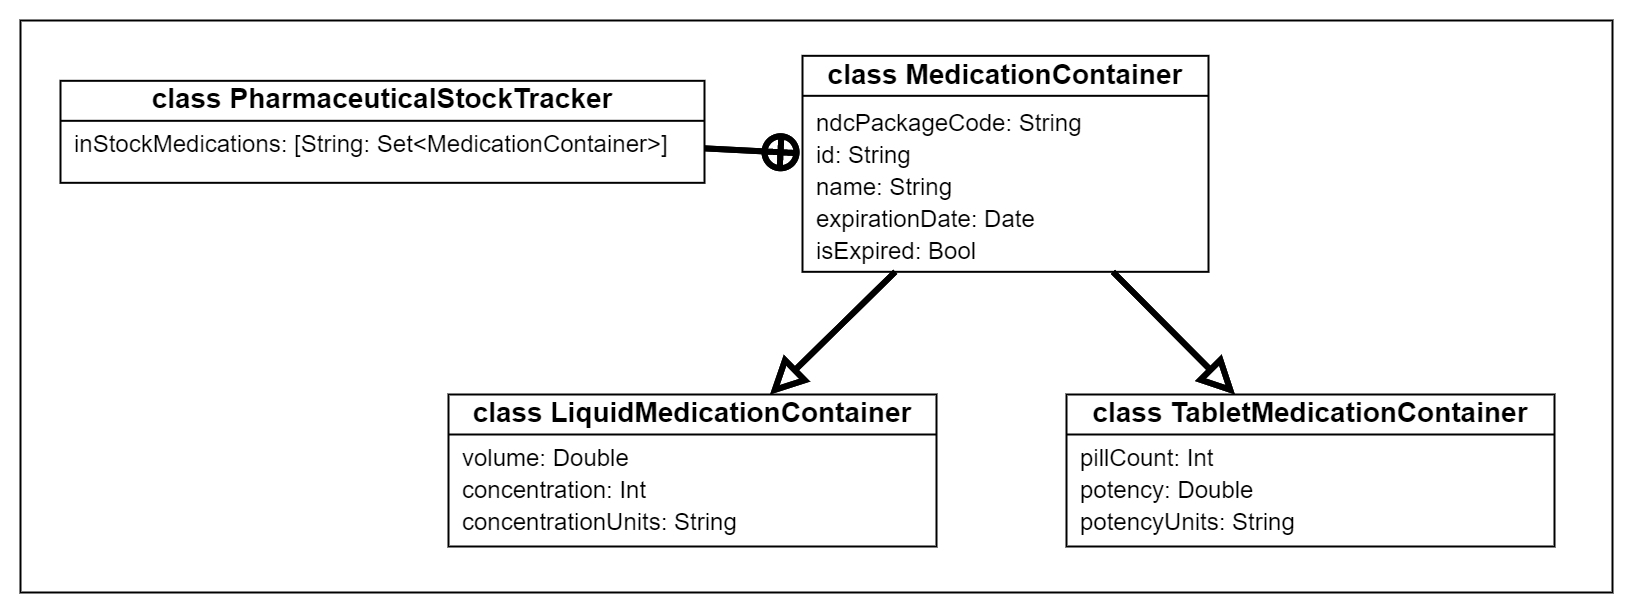 class PharmaceuticalStockTracker
inStockMedications: [String: Set<MedicationContainer>]
class MedicationContainer
ndcPackageCode: String
id: String
name: String
expirationDate: Date
isExpired: Bool
class LiquidMedicationContainer
volume: Double
concentration: Int
concentrationUnits: String
class TabletMedicationContainer
pillCount: Int
potency: Double
potencyUnits: String